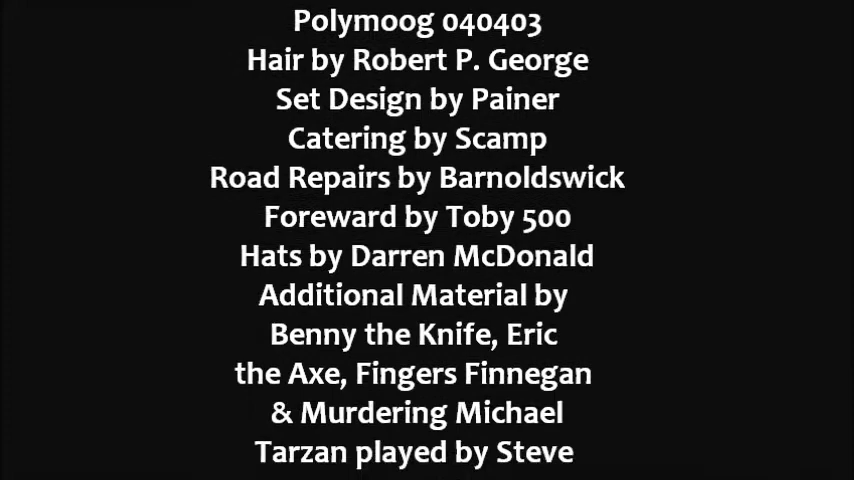 Polymoog 040403
Hair by Robert P. George
Set Design by Painer
Catering by Scamp
Road Repairs by Barnoldswick
Foreward by Toby 500
Hats by Darren McDonald
Additional Material by
Benny the Knife, Eric
the Axe, Fingers Finnegan
& Murdering Michael
Tarzan played by Steve